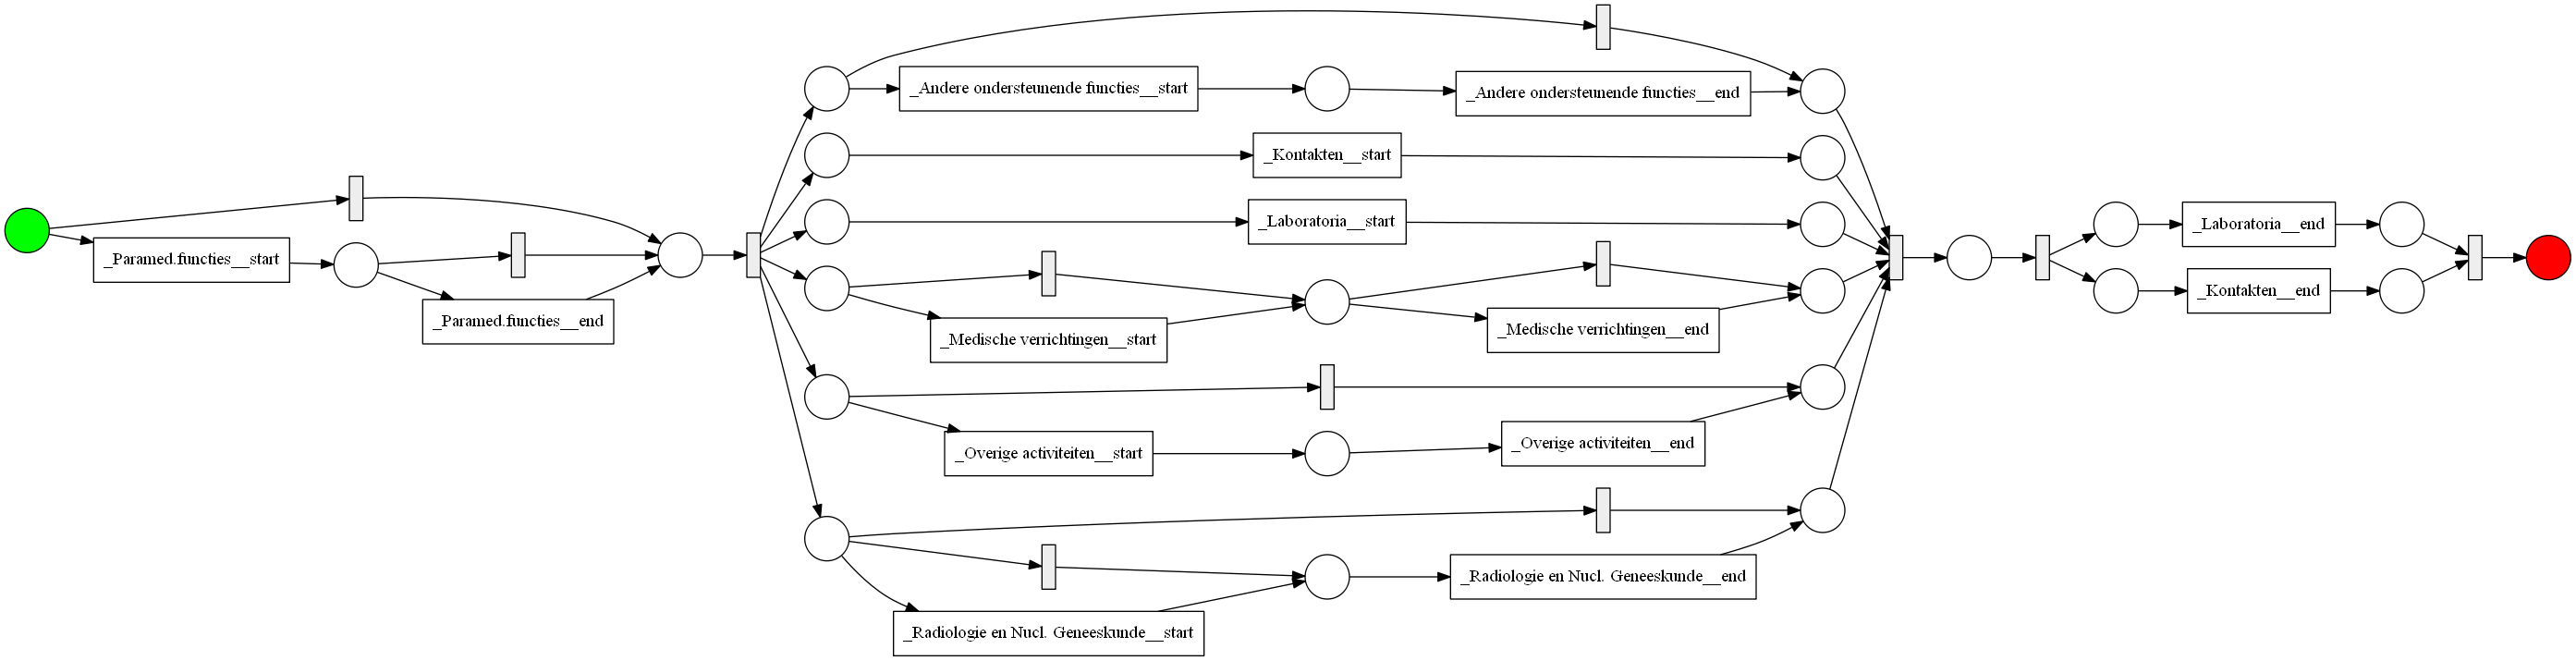 _Andere ondersteunende functies__start
_Andere ondersteunende functies__end
_Kontakten__start
_Laboratoria__start
_Laboratoria__end
_Paramed.functies__start
_Kontakten__end
_Paramed.functies__end
_Medische verrichtingen__start
_Medische verrichtingen__end
_Overige activiteiten__start
_Overige activiteiten__end
_Radiologie en Nucl. Geneeskunde__end
_Radiologie en Nucl. Geneeskunde__start